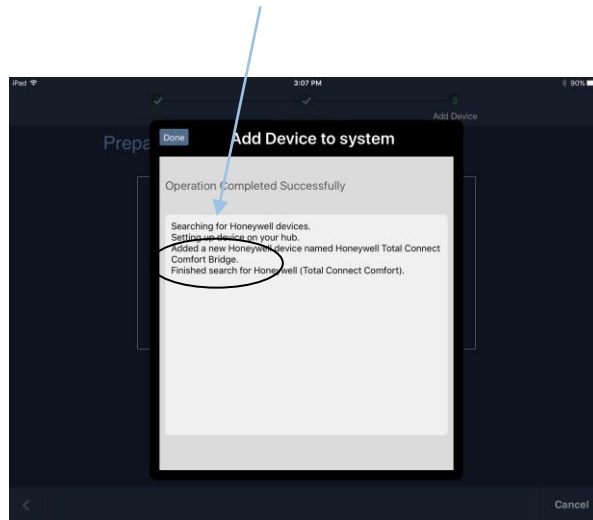 iPad 3:07 PM 90%
3
Add Device
Prepa
Done Add Device to system
Operation Completed Successfully
Searching for Honeywell devices.
Setting up device on your hub.
Added a new Honeywell device named Honeywell Total Connect
Comfort Bridge.
Finished search for Honeywell (Total Connect Comfort).
Cancel